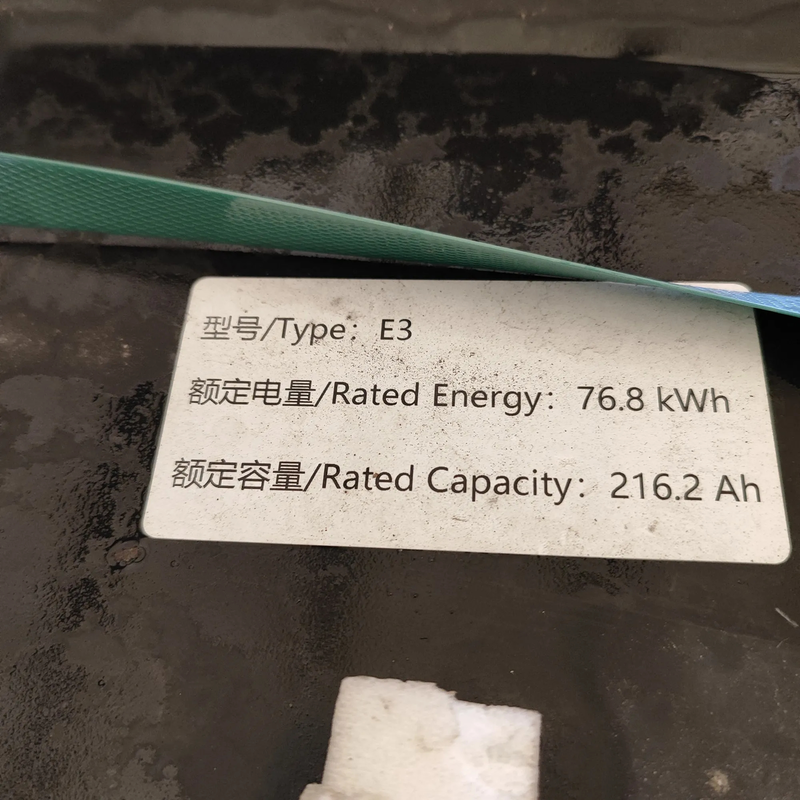 型号/Type：E3
额定电量/Rated Energy：76.8 kWh
额定容量/Rated Capacity：216.2 Ah